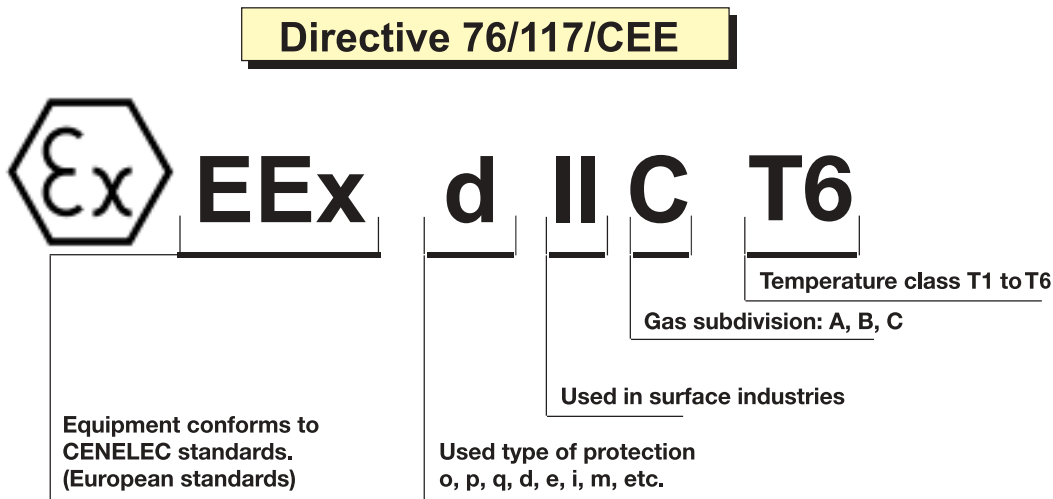 Directive 76/117/CEE
Ex EEx d II C T6
Temperature class T1 to T6
Gas subdivision: A, B, C
Used in surface industries
Equipment conforms to
CENELEC standards.
(European standards)
Used type of protection
o, p, q, d, e, i, m, etc.